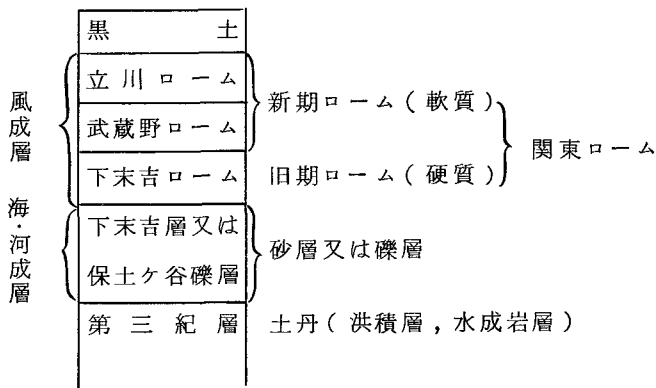 黒土
立川ローム
武蔵野ローム
下末吉ローム
下末吉層又は
保土ケ谷礫層
第三紀層
風成層
海・河成層
新期ローム(軟質)
旧期ローム(硬質)
関東ローム
砂層又は礫層
土丹(洪積層,水成岩層)